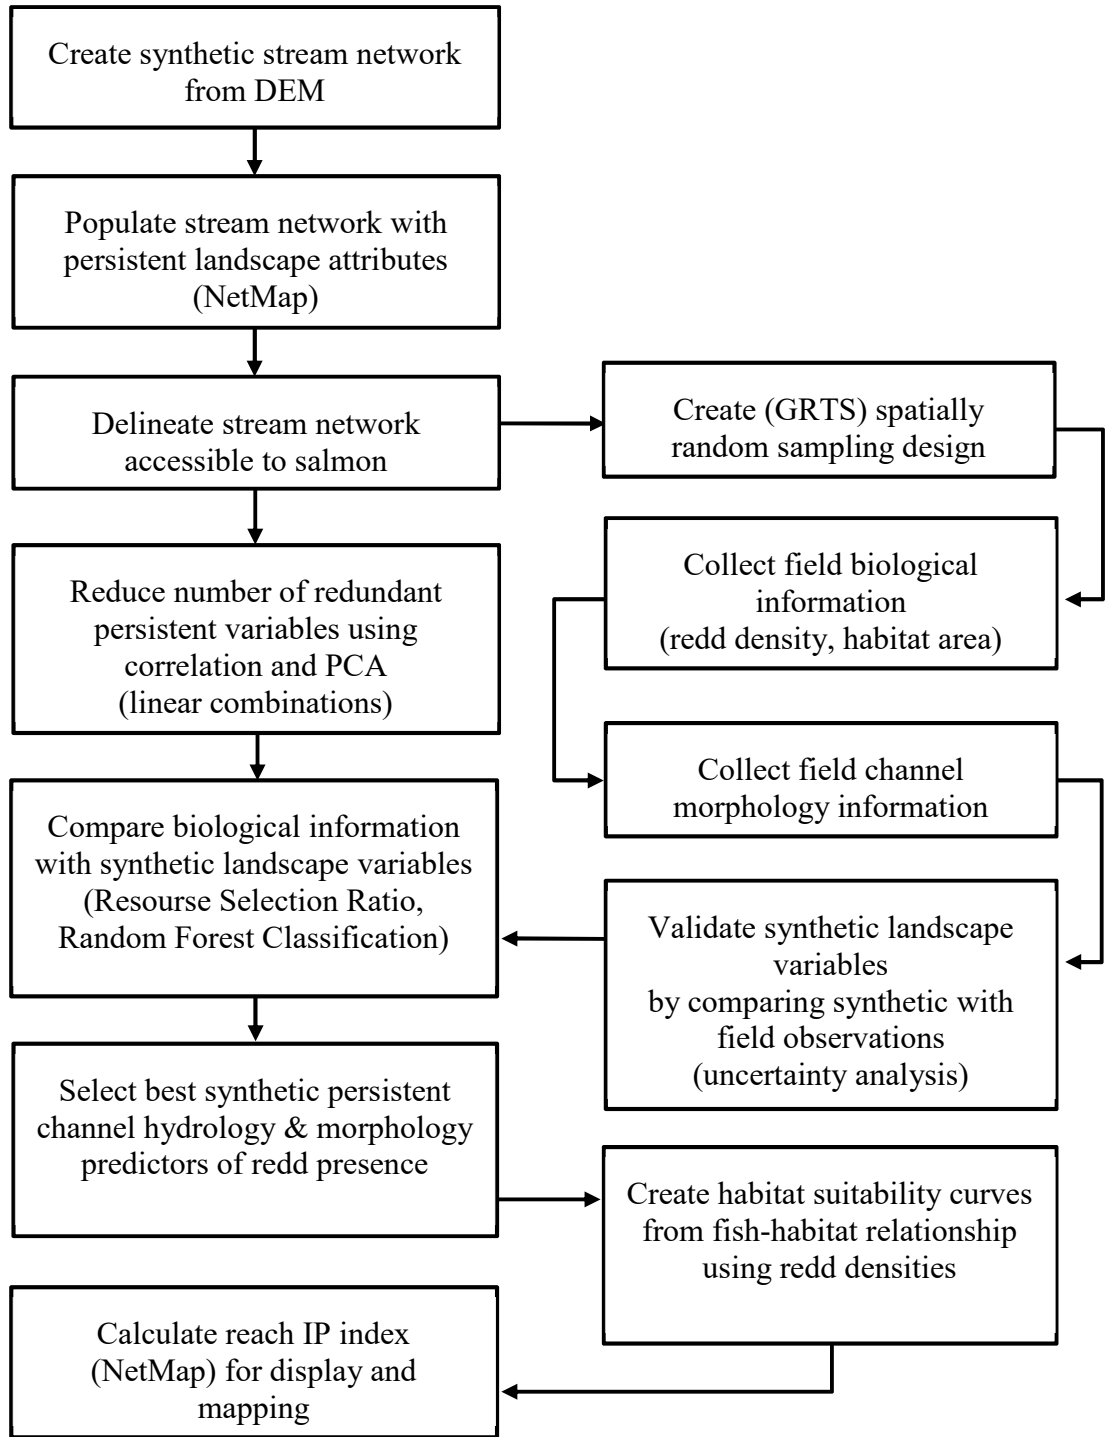 Create synthetic stream network
from DEM
Populate stream network with
persistent landscape attributes
(NetMap)
Delineate stream network
accessible to salmon
Create (GRTS) spatially
random sampling design
Collect field biological
information
(redd density, habitat area)
Reduce number of redundant
persistent variables using
correlation and PCA
(linear combinations)
Collect field channel
morphology information
Compare biological information
with synthetic landscape variables
(Resourse Selection Ratio,
Random Forest Classification)
Validate synthetic landscape
variables
by comparing synthetic with
field observations
(uncertainty analysis)
Select best synthetic persistent
channel hydrology & morphology
predictors of redd presence
Create habitat suitability curves
from fish-habitat relationship
using redd densities
Calculate reach IP index
(NetMap) for display and
mapping